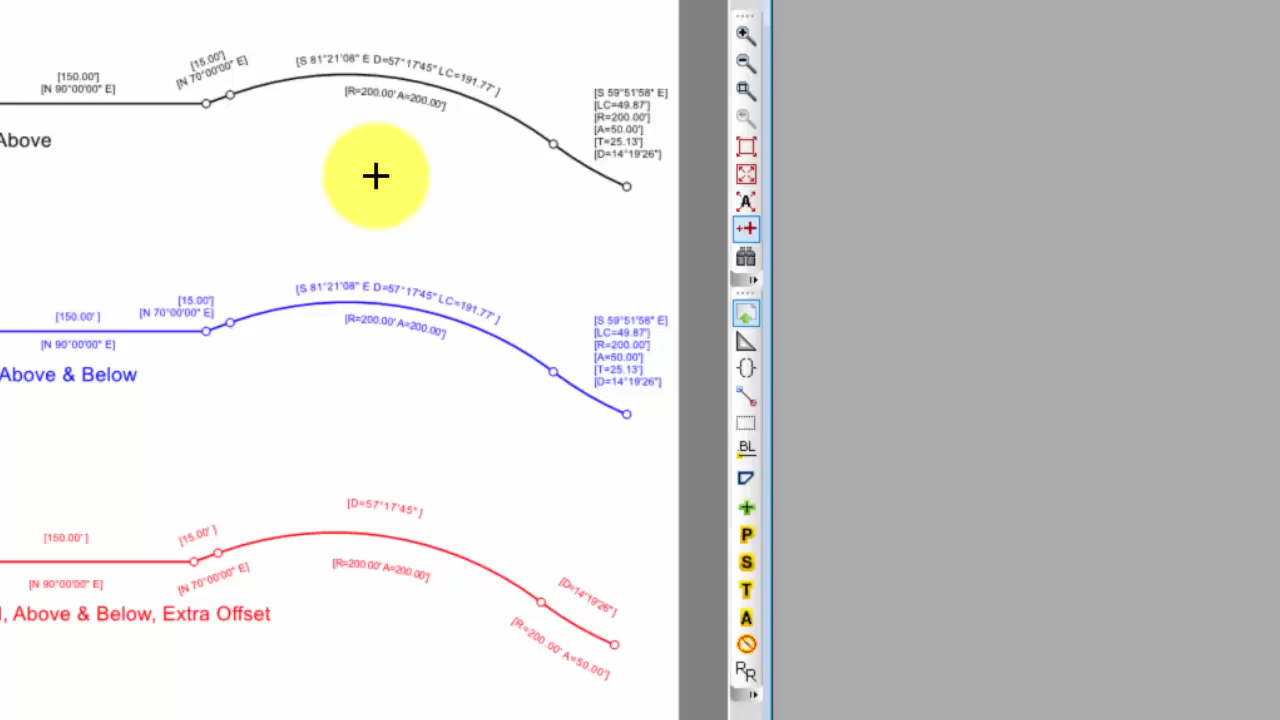 [150.00']
[N 90°00'00" E]
[15.00']
[N 70°00'00" E]
[S 81°21'08" E D=57°17'45" LC=191.77' ]
[R=200.00' A=200.00']
[S 59°51'58" E]
[LC=49.87']
[R=200.00']
[A=50.00']
[T=25.13']
[D=14°19'26"]
Above
[150.00' ]
[N 90°00'00" E]
[15.00']
[N 70°00'00" E]
[S 81°21'08" E D=57°17'45" LC=191.77' ]
[R=200.00' A=200.00']
[S 59°51'58" E]
[LC=49.87']
[R=200.00']
[A=50.00']
[T=25.13']
[D=14°19'26"]
Above & Below
[150.00' ]
[N 90°00'00" E]
[15.00' ]
[N 70°00'00" E]
[D=57°17'45" ]
[R=200.00' A=200.00']
[D=14°19'26"]
[R=200.00' A=50.00']
, Above & Below, Extra Offset
A
.BL
P
S
T
A
RR